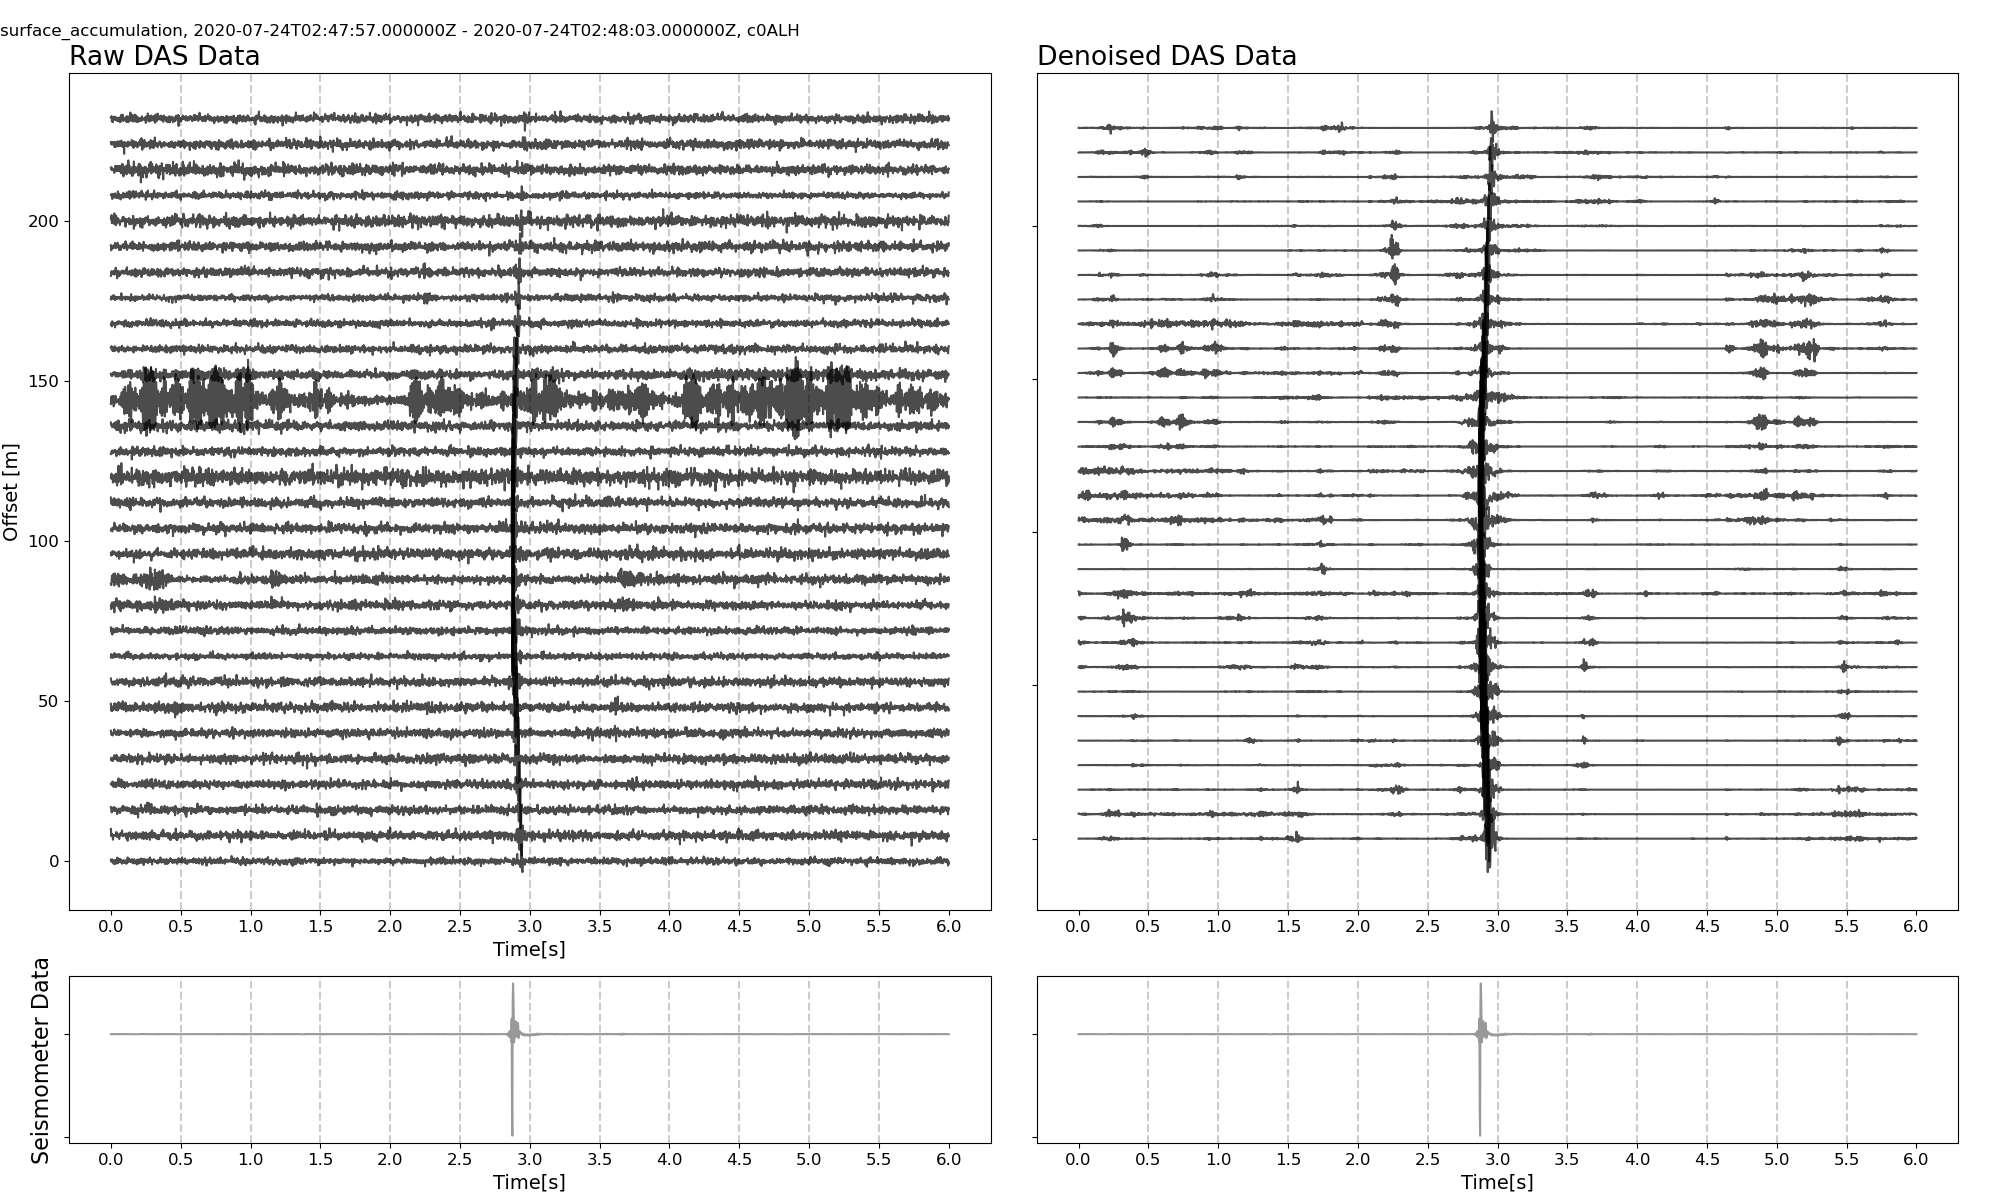 surface_accumulation, 2020-07-24T02:47:57.000000Z - 2020-07-24T02:48:03.000000Z, c0ALH
Raw DAS Data
Denoised DAS Data
Offset [m]
200
150
100
50
0
0.0 0.5 1.0 1.5 2.0 2.5 3.0 3.5 4.0 4.5 5.0 5.5 6.0
Time[s]
0.0 0.5 1.0 1.5 2.0 2.5 3.0 3.5 4.0 4.5 5.0 5.5 6.0
Seismometer Data
0.0 0.5 1.0 1.5 2.0 2.5 3.0 3.5 4.0 4.5 5.0 5.5 6.0
Time[s]
0.0 0.5 1.0 1.5 2.0 2.5 3.0 3.5 4.0 4.5 5.0 5.5 6.0
Time[s]